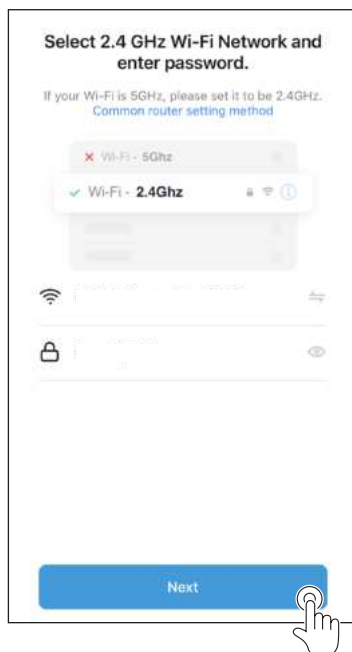 Select 2.4 GHz Wi-Fi Network and
enter password.
If your Wi-Fi is 5GHz, please set it to be 2.4GHz.
Common router setting method
Wi-Fi - 5Ghz
Wi-Fi - 2.4Ghz
Next